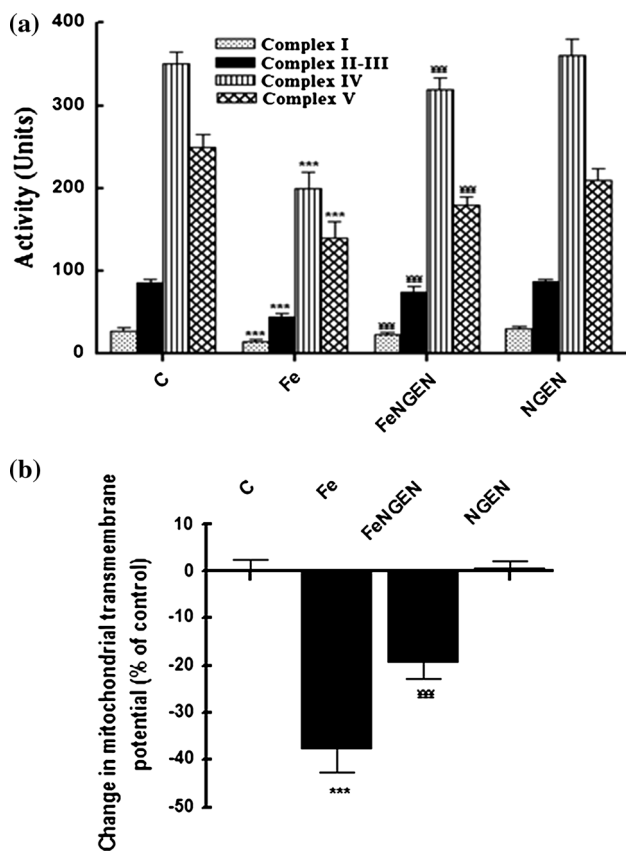 (a)
Complex I
Complex II-III
Complex IV
Complex V
Activity (Units)
400
300
200
100
0
***
***
***
***
C
Fe
FeNGEN
NGEN
(b)
C
Fe
FeNGEN
NGEN
Change in mitochondrial transmembrane
potential (% of control)
10
0
-10
-20
-30
-40
-50
***